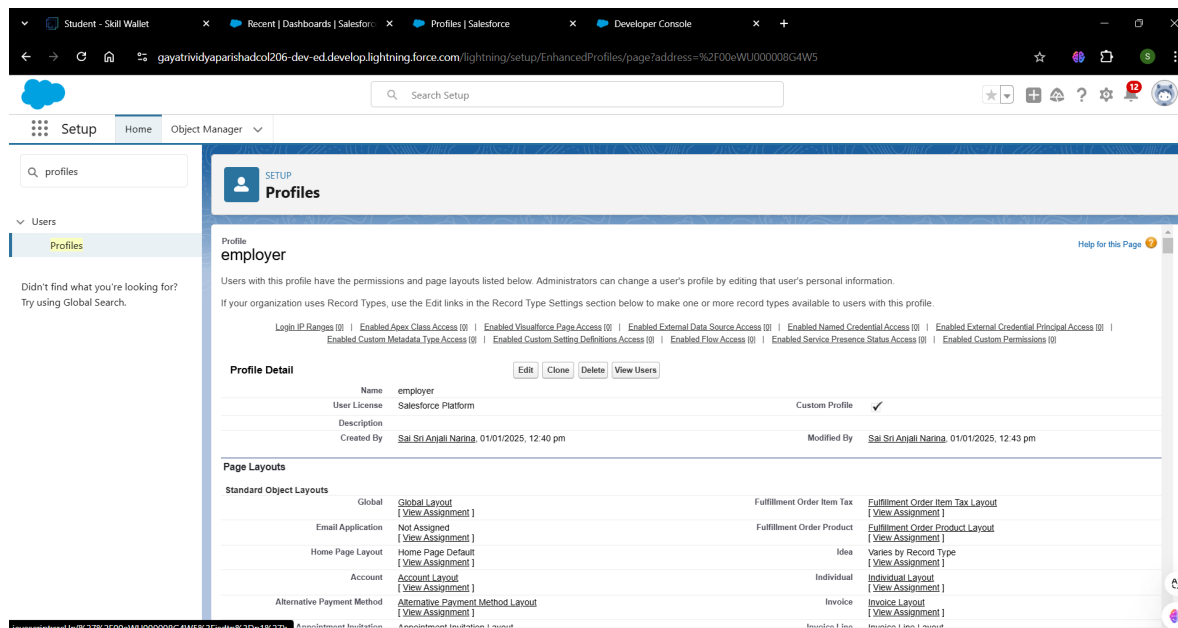 Student - Skill Wallet
Recent | Dashboards | Salesforc
Profiles | Salesforce
Developer Console
gayatrividyaparishadcol206-dev-ed.develop.lightning.force.com/lightning/setup/EnhancedProfiles/page?address=%2F00eWU000008G4W5
S
Search Setup
12
Setup
Home
Object Manager
profiles
Users
Profiles
Didn't find what you're looking for?
Try using Global Search.
SETUP
Profiles
Profile
employer
Help for this Page
Users with this profile have the permissions and page layouts listed below. Administrators can change a user's profile by editing that user's personal information.
If your organization uses Record Types, use the Edit links in the Record Type Settings section below to make one or more record types available to users with this profile.
Login IP Ranges [0] | Enabled Apex Class Access [0] | Enabled Visualforce Page Access [0] | Enabled External Data Source Access [0] | Enabled Named Credential Access [0] | Enabled External Credential Principal Access [0] |
Enabled Custom Metadata Type Access [0] | Enabled Custom Setting Definitions Access [0] | Enabled Flow Access [0] | Enabled Service Presence Status Access [0] | Enabled Custom Permissions [0]
Profile Detail
Edit Clone Delete View Users
Name employer
User License Salesforce Platform Custom Profile
Description
Created By Sai Sri Anjali Narina, 01/01/2025, 12:40 pm Modified By Sai Sri Anjali Narina, 01/01/2025, 12:43 pm
Page Layouts
Standard Object Layouts
Global Global Layout Fulfillment Order Item Tax Fulfillment Order Item Tax Layout
[ View Assignment ] [ View Assignment ]
Email Application Not Assigned Fulfillment Order Product Fulfillment Order Product Layout
[ View Assignment ] [ View Assignment ]
Home Page Layout Home Page Default Idea Varies by Record Type
[ View Assignment ] [ View Assignment ]
Account Account Layout Individual Individual Layout
[ View Assignment ] [ View Assignment ]
Alternative Payment Method Alternative Payment Method Layout Invoice Invoice Layout
[ View Assignment ] [ View Assignment ]
Appointment Invitation Appointment Invitation Layout Invoice Line Invoice Line Layout